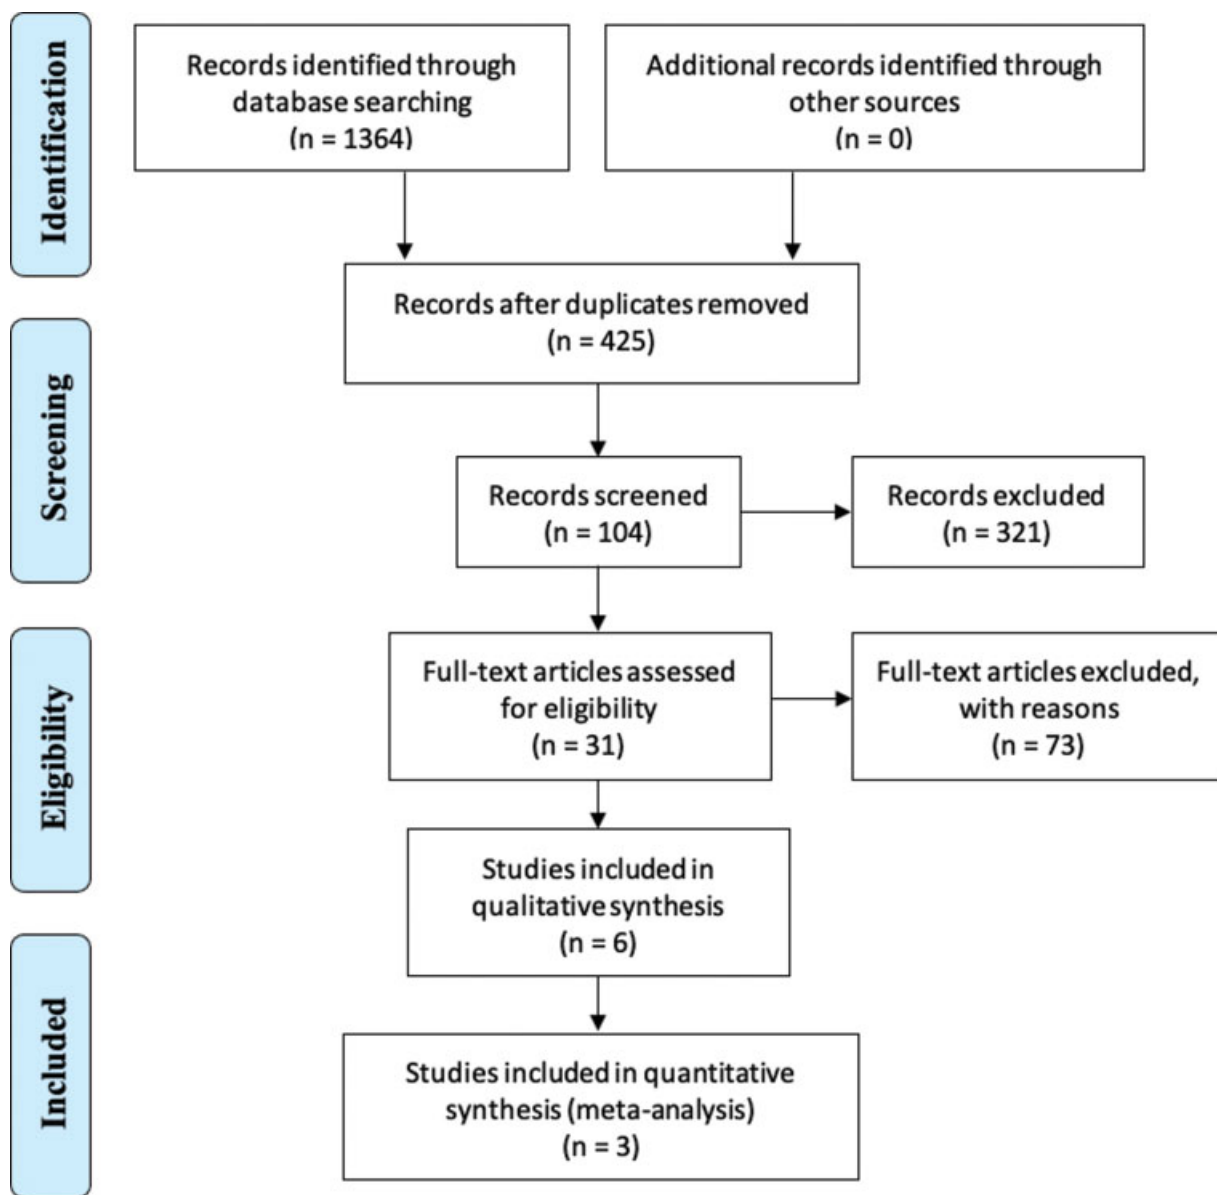 Identification
Records identified through
database searching
(n = 1364)
Additional records identified through
other sources
(n = 0)
Records after duplicates removed
(n = 425)
Screening
Records screened
(n = 104)
Records excluded
(n = 321)
Eligibility
Full-text articles assessed
for eligibility
(n = 31)
Full-text articles excluded,
with reasons
(n = 73)
Studies included in
qualitative synthesis
(n = 6)
Included
Studies included in quantitative
synthesis (meta-analysis)
(n = 3)